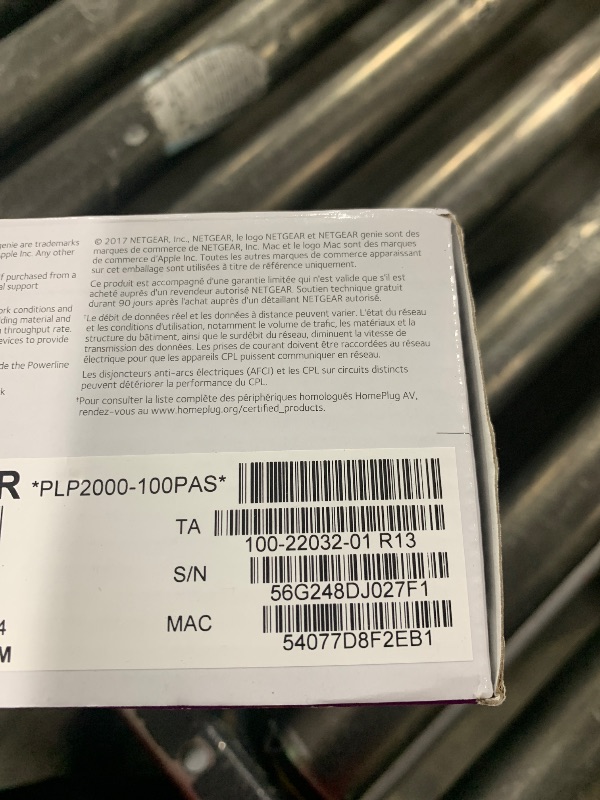 genie are trademarks
Apple Inc. Any other
if purchased from a
al support
ork conditions and
ding material and
n throughput rate.
evices to provide
de the Powerline
k
© 2017 NETGEAR, Inc., NETGEAR, le logo NETGEAR et NETGEAR genie sont des
marques de commerce de NETGEAR, Inc. Mac et le logo Mac sont des marques
de commerce d'Apple Inc. Toutes les autres marques de commerce apparaissant
sur cet emballage sont utilisées à titre de référence uniquement.
Ce produit est accompagné d'une garantie limitée qui n'est valide que s'il est
acheté auprès d'un revendeur autorisé NETGEAR. Soutien technique gratuit
durant 90 jours après l'achat auprès d'un détaillant NETGEAR autorisé.
*Le débit de données réel et les données à distance peuvent varier. L'état du réseau
et les conditions d'utilisation, notamment le volume de trafic, les matériaux et la
structure du bâtiment, ainsi que le surdébit du réseau, diminuent la vitesse de
transmission des données. Les prises de courant doivent être raccordées au réseau
électrique pour que les appareils CPL puissent communiquer en réseau.
Les disjoncteurs anti-arcs électriques (AFCI) et les CPL sur circuits distincts
peuvent détériorer la performance du CPL.
†Pour consulter la liste complète des périphériques homologués HomePlug AV,
rendez-vous au www.homeplug.org/certified_products.
R *PLP2000-100PAS*
TA
100-22032-01 R13
S/N
56G248DJ027F1
4 MAC
M 54077D8F2EB1